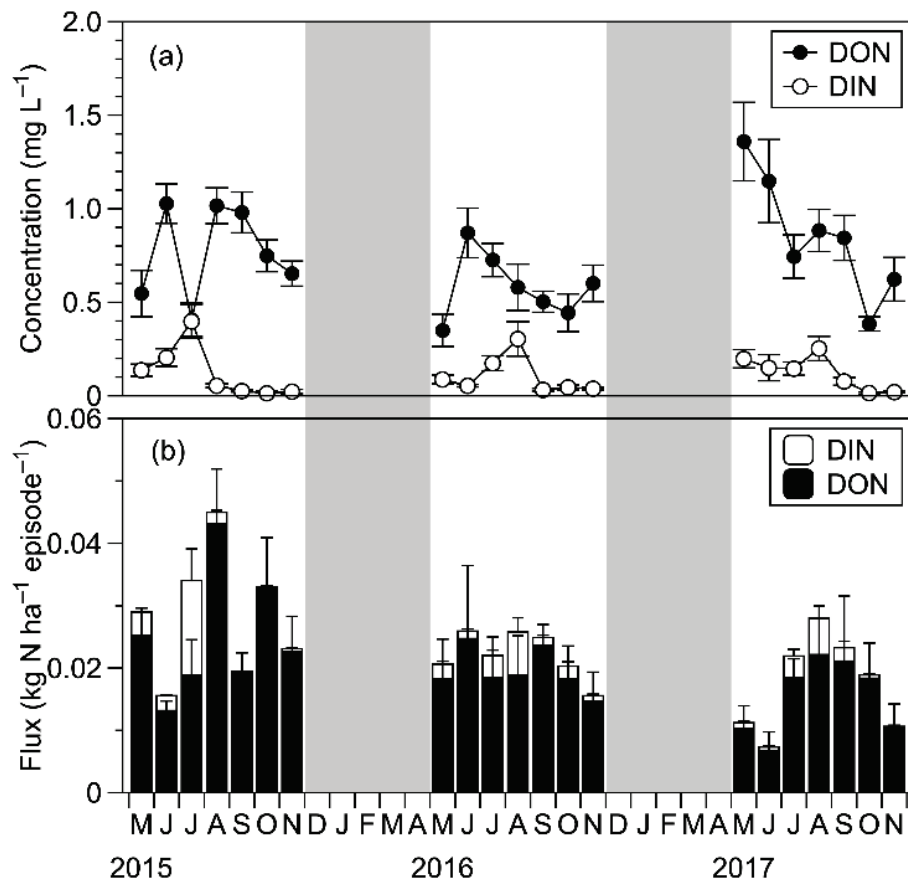 (a)
DON
DIN
Concentration (mg L⁻¹)
2.0
1.5
1.0
0.5
0
(b)
DIN
DON
Flux (kg N ha⁻¹ episode⁻¹)
0.06
0.04
0.02
0
M J J A S O N D J F M A M J J A S O N D J F M A M J J A S O N
2015 2016 2017